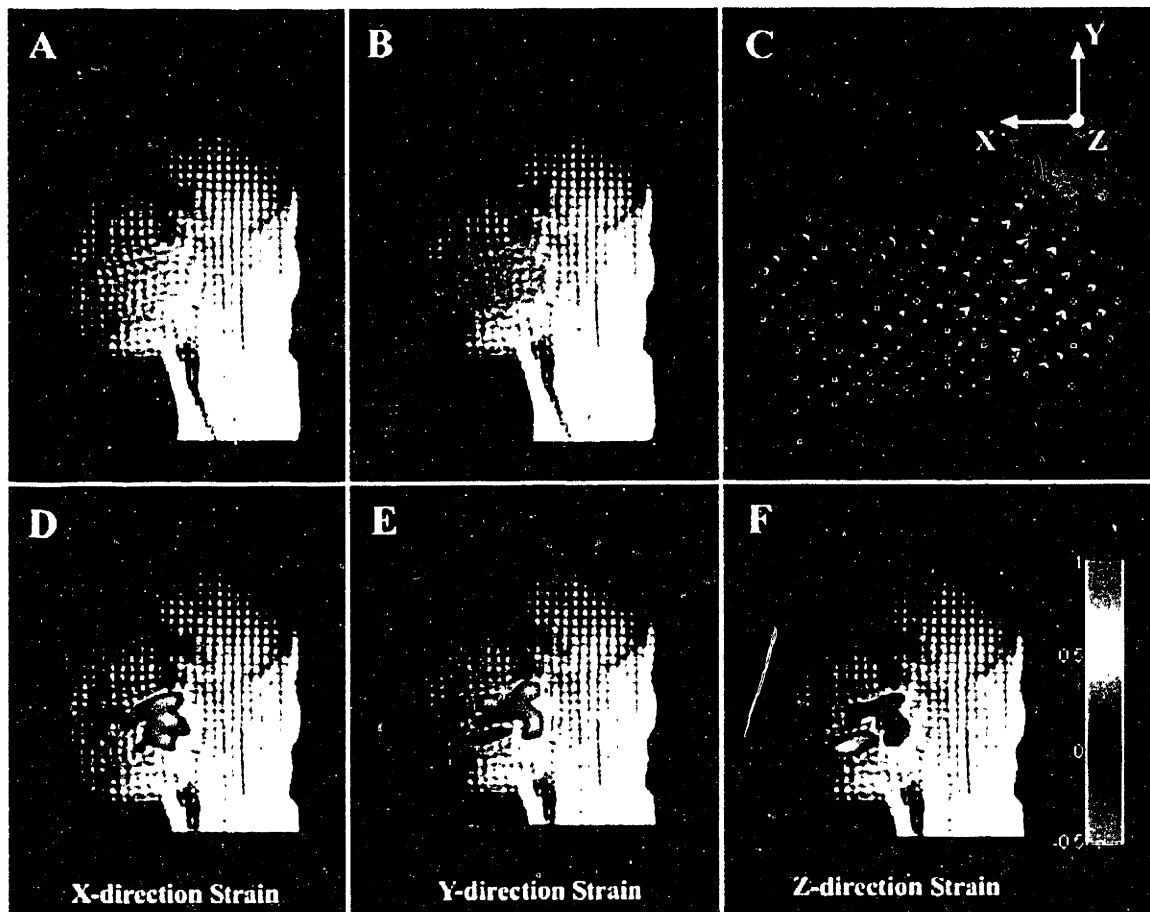 A
B
C
Y
X
Z
D
E
F
1
0.5
0
-0.5
X-direction Strain
Y-direction Strain
Z-direction Strain